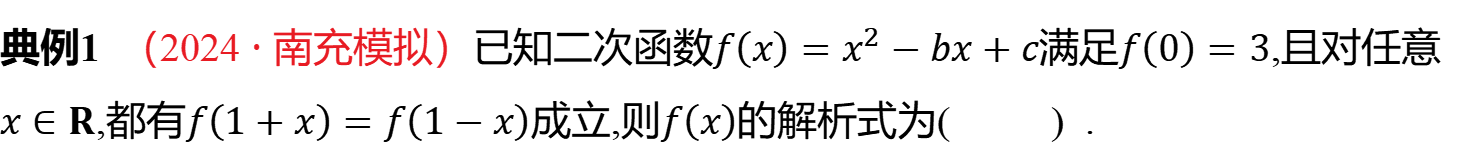 典例1 （2024 · 南充模拟）已知二次函数f(x) = x² − bx + c满足f(0) = 3,且对任意
x ∈ R,都有f(1 + x) = f(1 − x)成立,则f(x)的解析式为( ) .